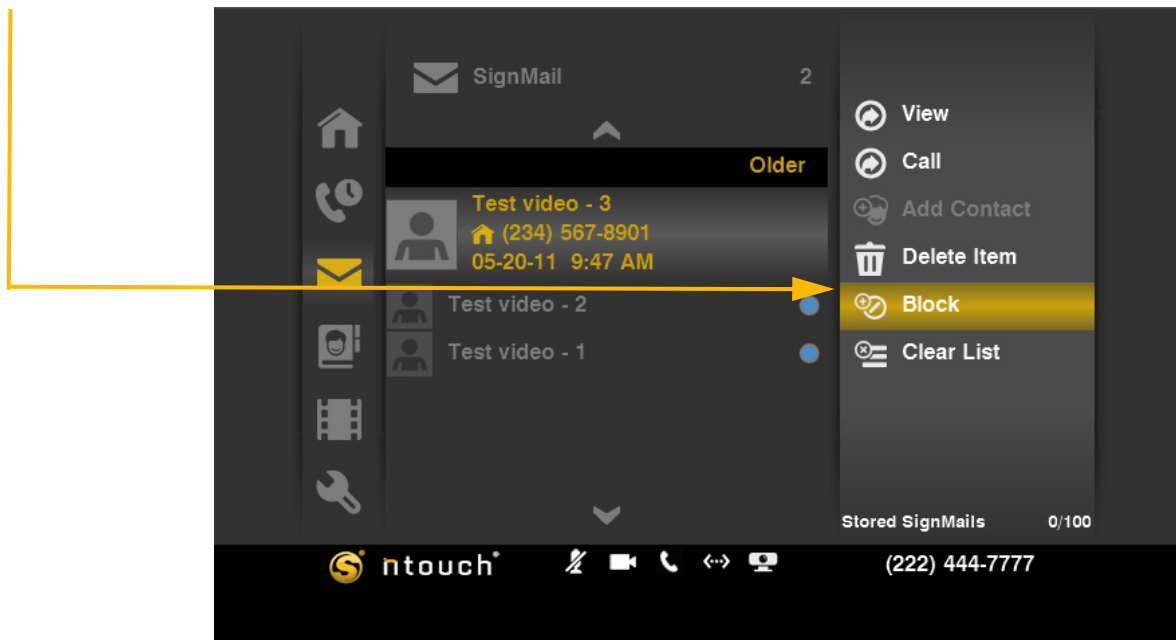 SignMail 2
Older
Test video - 3
(234) 567-8901
05-20-11 9:47 AM
Test video - 2
Test video - 1
View
Call
Add Contact
Delete Item
Block
Clear List
Stored SignMails 0/100
S ntouch (222) 444-7777